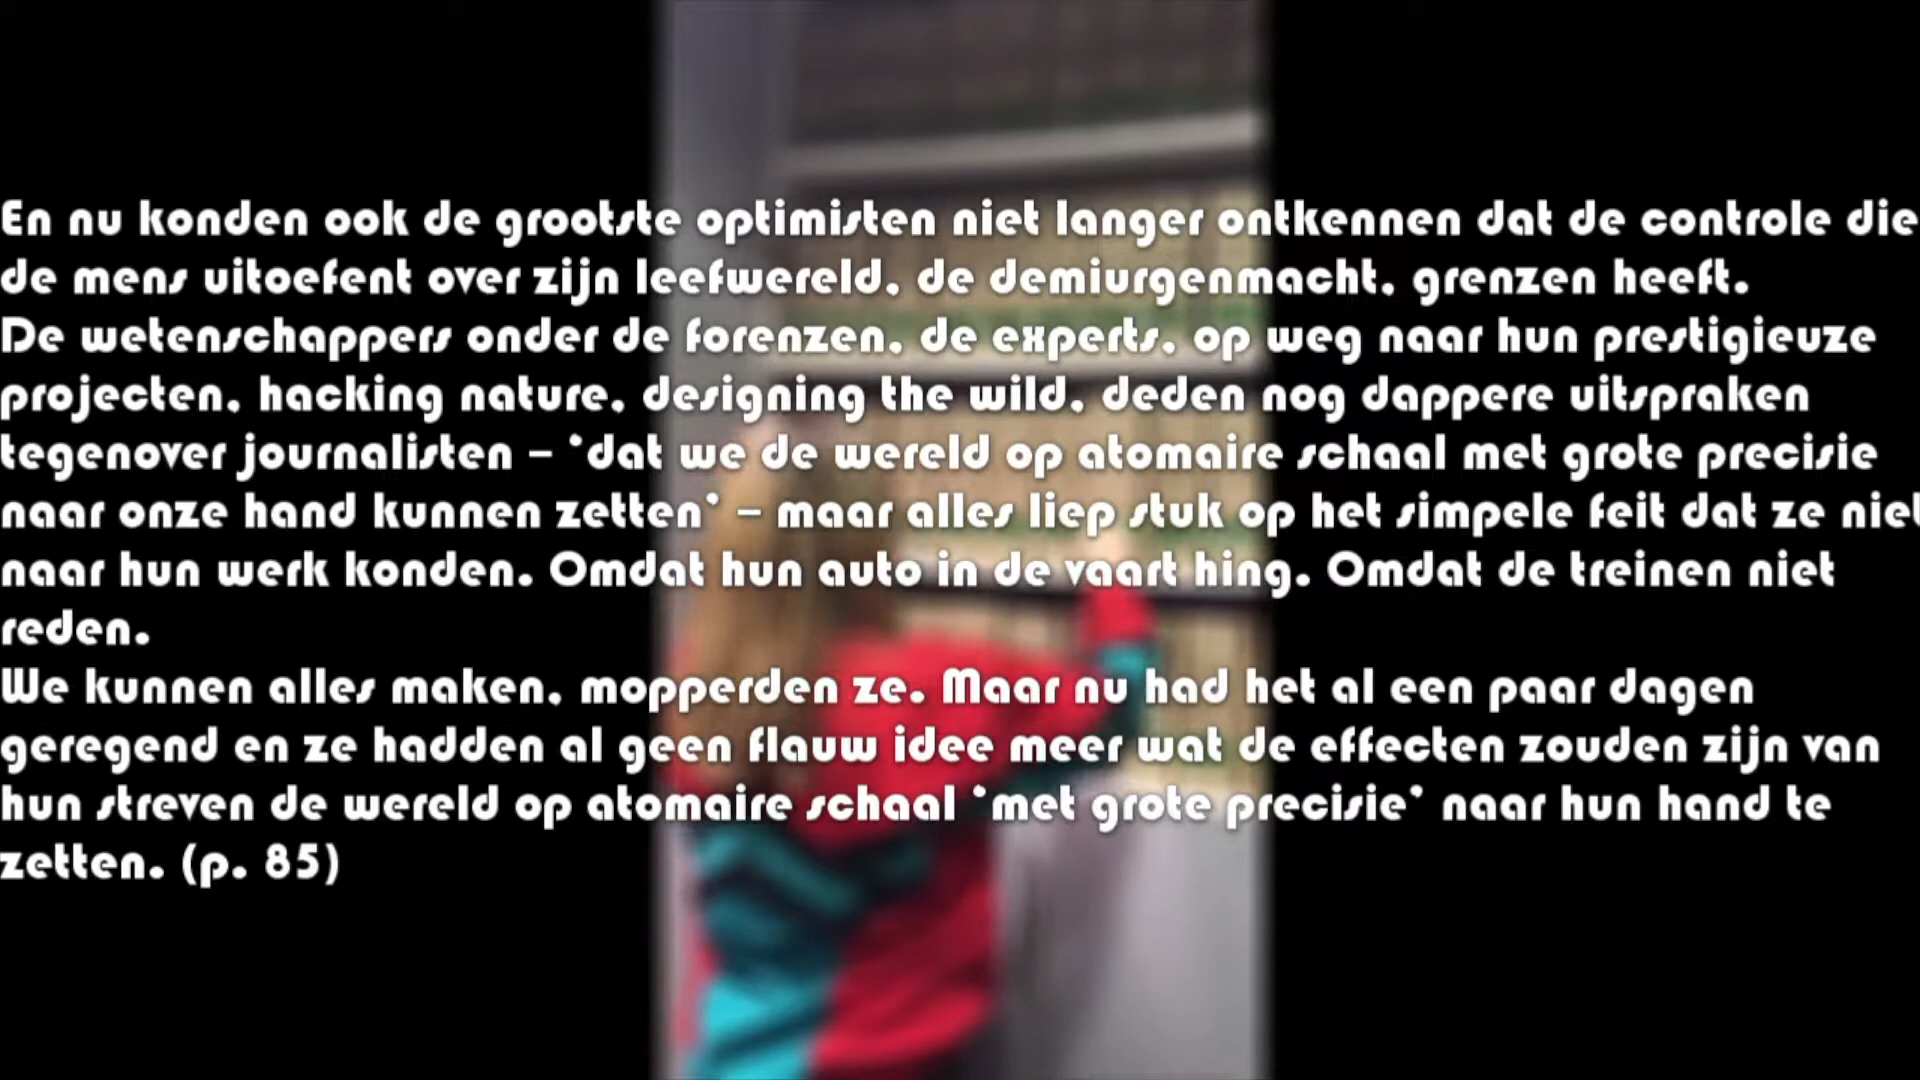 En nu konden ook de grootste optimisten niet langer ontkennen dat de controle die
de mens uitoefent over zijn leefwereld, de demiurgenmacht, grenzen heeft.
De wetenschappers onder de forenzen, de experts, op weg naar hun prestigieuze
projecten, hacking nature, designing the wild, deden nog dappere uitspraken
tegenover journalisten – ‘dat we de wereld op atomaire schaal met grote precisie
naar onze hand kunnen zetten’ – maar alles liep stuk op het simpele feit dat ze niet
naar hun werk konden. Omdat hun auto in de vaart hing. Omdat de treinen niet
reden.
We kunnen alles maken, mopperden ze. Maar nu had het al een paar dagen
geregend en ze hadden al geen flauw idee meer wat de effecten zouden zijn van
hun streven de wereld op atomaire schaal ‘met grote precisie’ naar hun hand te
zetten. (p. 85)